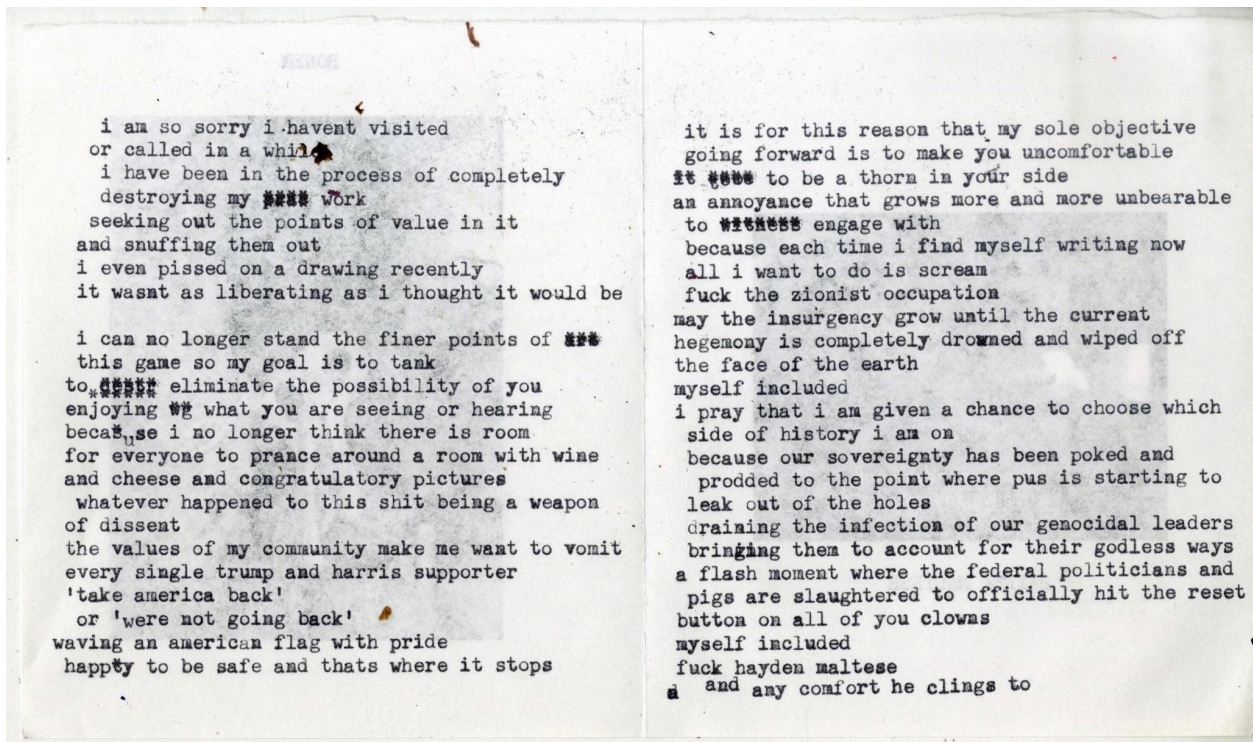 i am so sorry i havent visited
or called in a while
i have been in the process of completely
destroying my work
seeking out the points of value in it
and snuffing them out
i even pissed on a drawing recently
it wasnt as liberating as i thought it would be
i can no longer stand the finer points of
this game so my goal is to tank
to eliminate the possibility of you
enjoying what you are seeing or hearing
because i no longer think there is room
for everyone to prance around a room with wine
and cheese and congratulatory pictures
whatever happened to this shit being a weapon
of dissent
the values of my community make me want to vomit
every single trump and harris supporter
'take america back'
or 'were not going back'
waving an american flag with pride
happy to be safe and thats where it stops
it is for this reason that my sole objective
going forward is to make you uncomfortable
to be a thorn in your side
an annoyance that grows more and more unbearable
to engage with
because each time i find myself writing now
all i want to do is scream
fuck the zionist occupation
may the insurgency grow until the current
hegemony is completely drowned and wiped off
the face of the earth
myself included
i pray that i am given a chance to choose which
side of history i am on
because our sovereignty has been poked and
prodded to the point where pus is starting to
leak out of the holes
draining the infection of our genocidal leaders
bringing them to account for their godless ways
a flash moment where the federal politicians and
pigs are slaughtered to officially hit the reset
button on all of you clowns
myself included
fuck hayden maltese
and any comfort he clings to